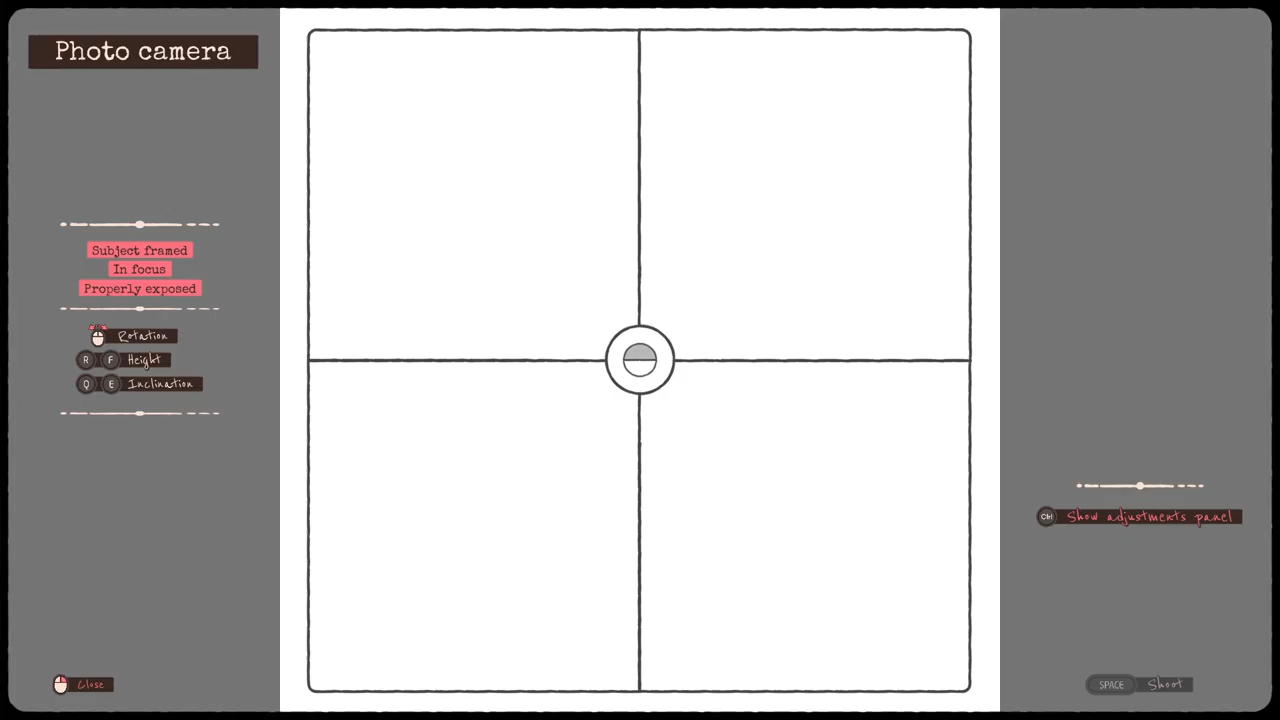 Photo camera
Subject framed
In focus
Properly exposed
Rotation
R F Height
Q E Inclination
Ctrl Show adjustments panel
Close
SPACE Shoot